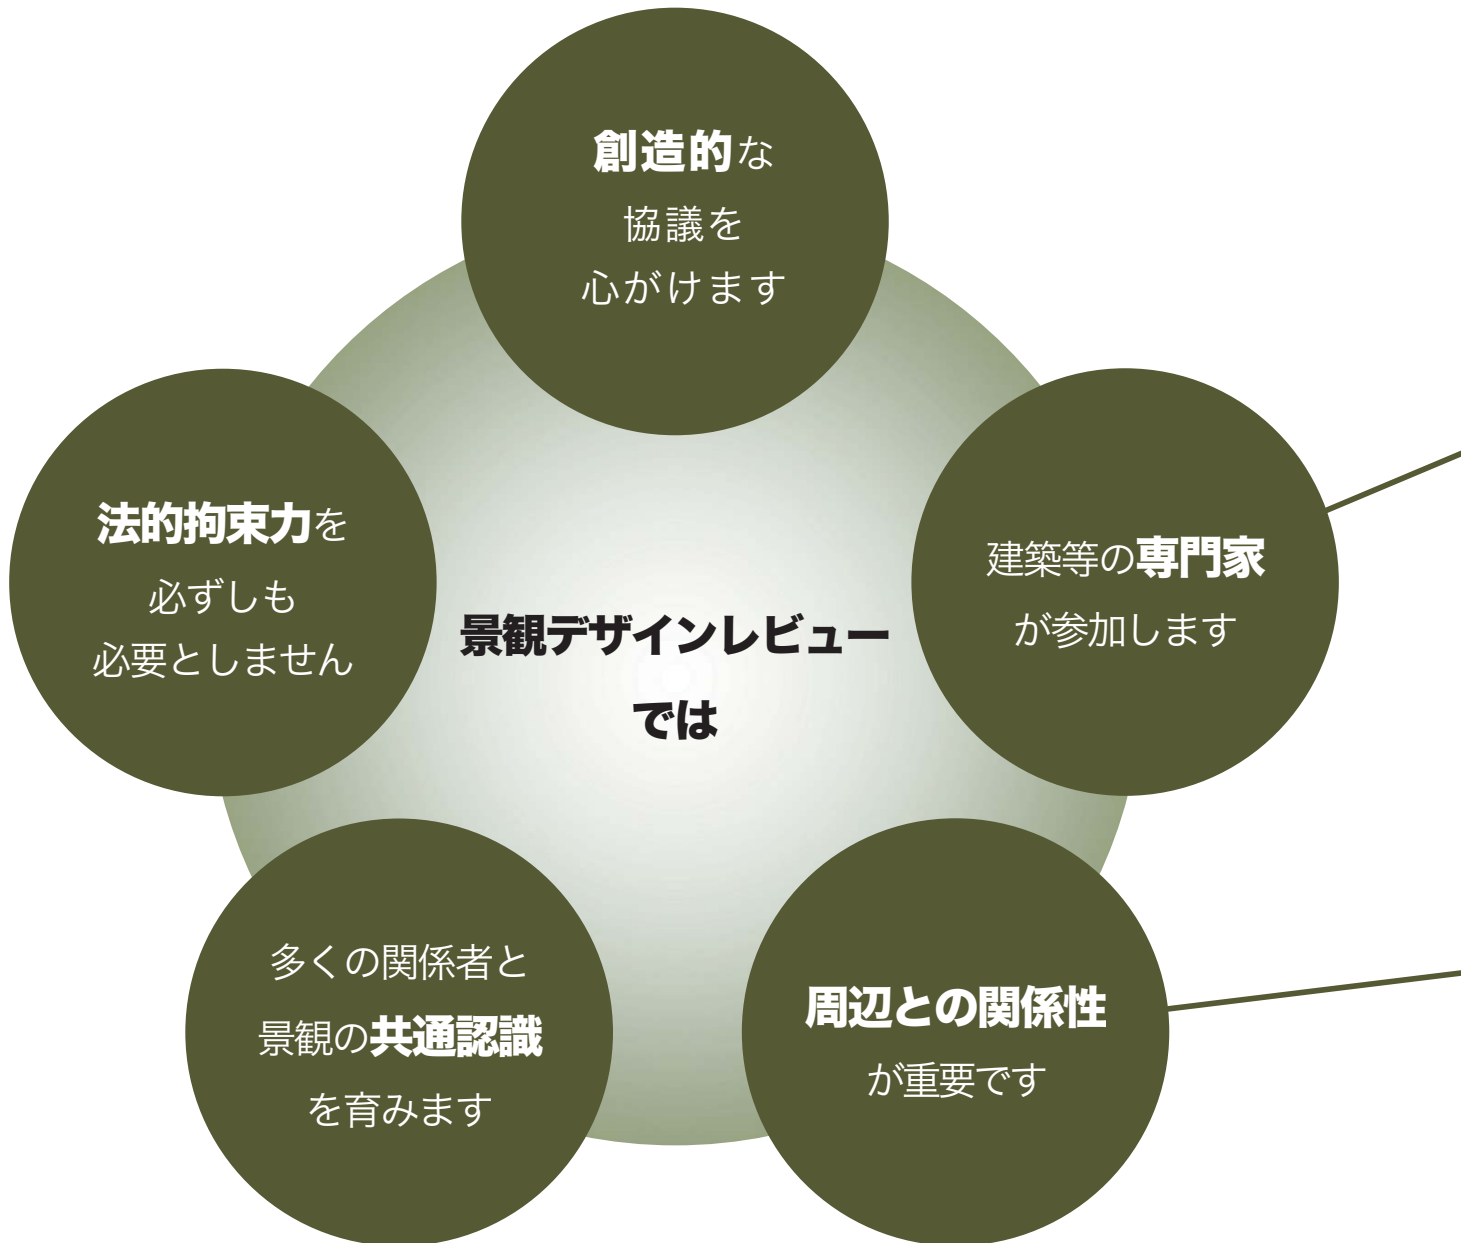 創造的な
協議を
心がけます
法的拘束力を
必ずしも
必要としません
建築等の専門家
が参加します
景観デザインレビュー
では
多くの関係者と
景観の共通認識
を育みます
周辺との関係性
が重要です